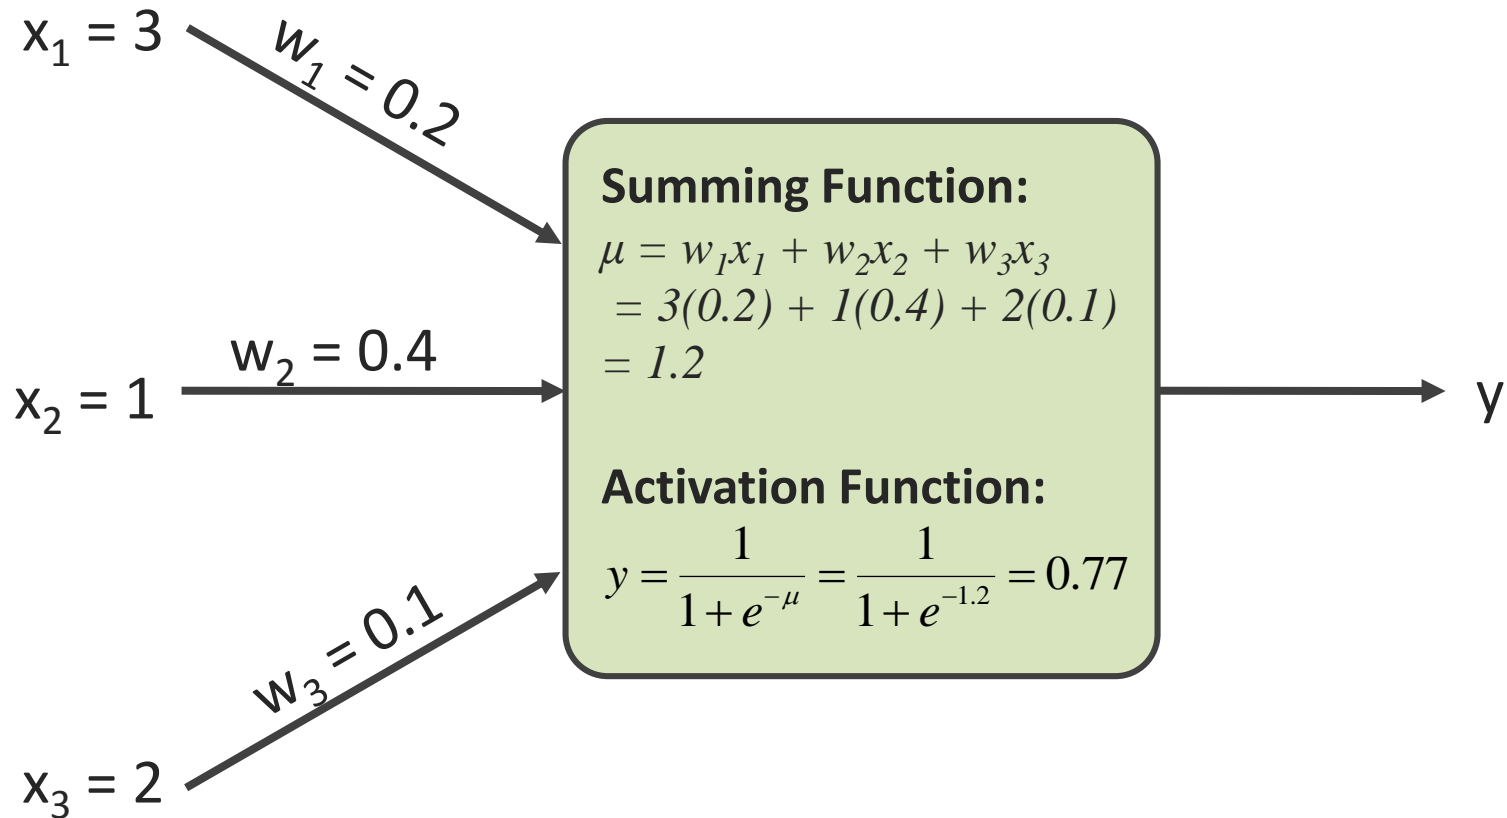 x₁ = 3
w₁ = 0.2
Summing Function:
μ = w₁x₁ + w₂x₂ + w₃x₃
= 3(0.2) + 1(0.4) + 2(0.1)
= 1.2
w₂ = 0.4
x₂ = 1
y
Activation Function:
y = 1/(1 + e^(−μ)) = 1/(1 + e^(−1.2)) = 0.77
w₃ = 0.1
x₃ = 2